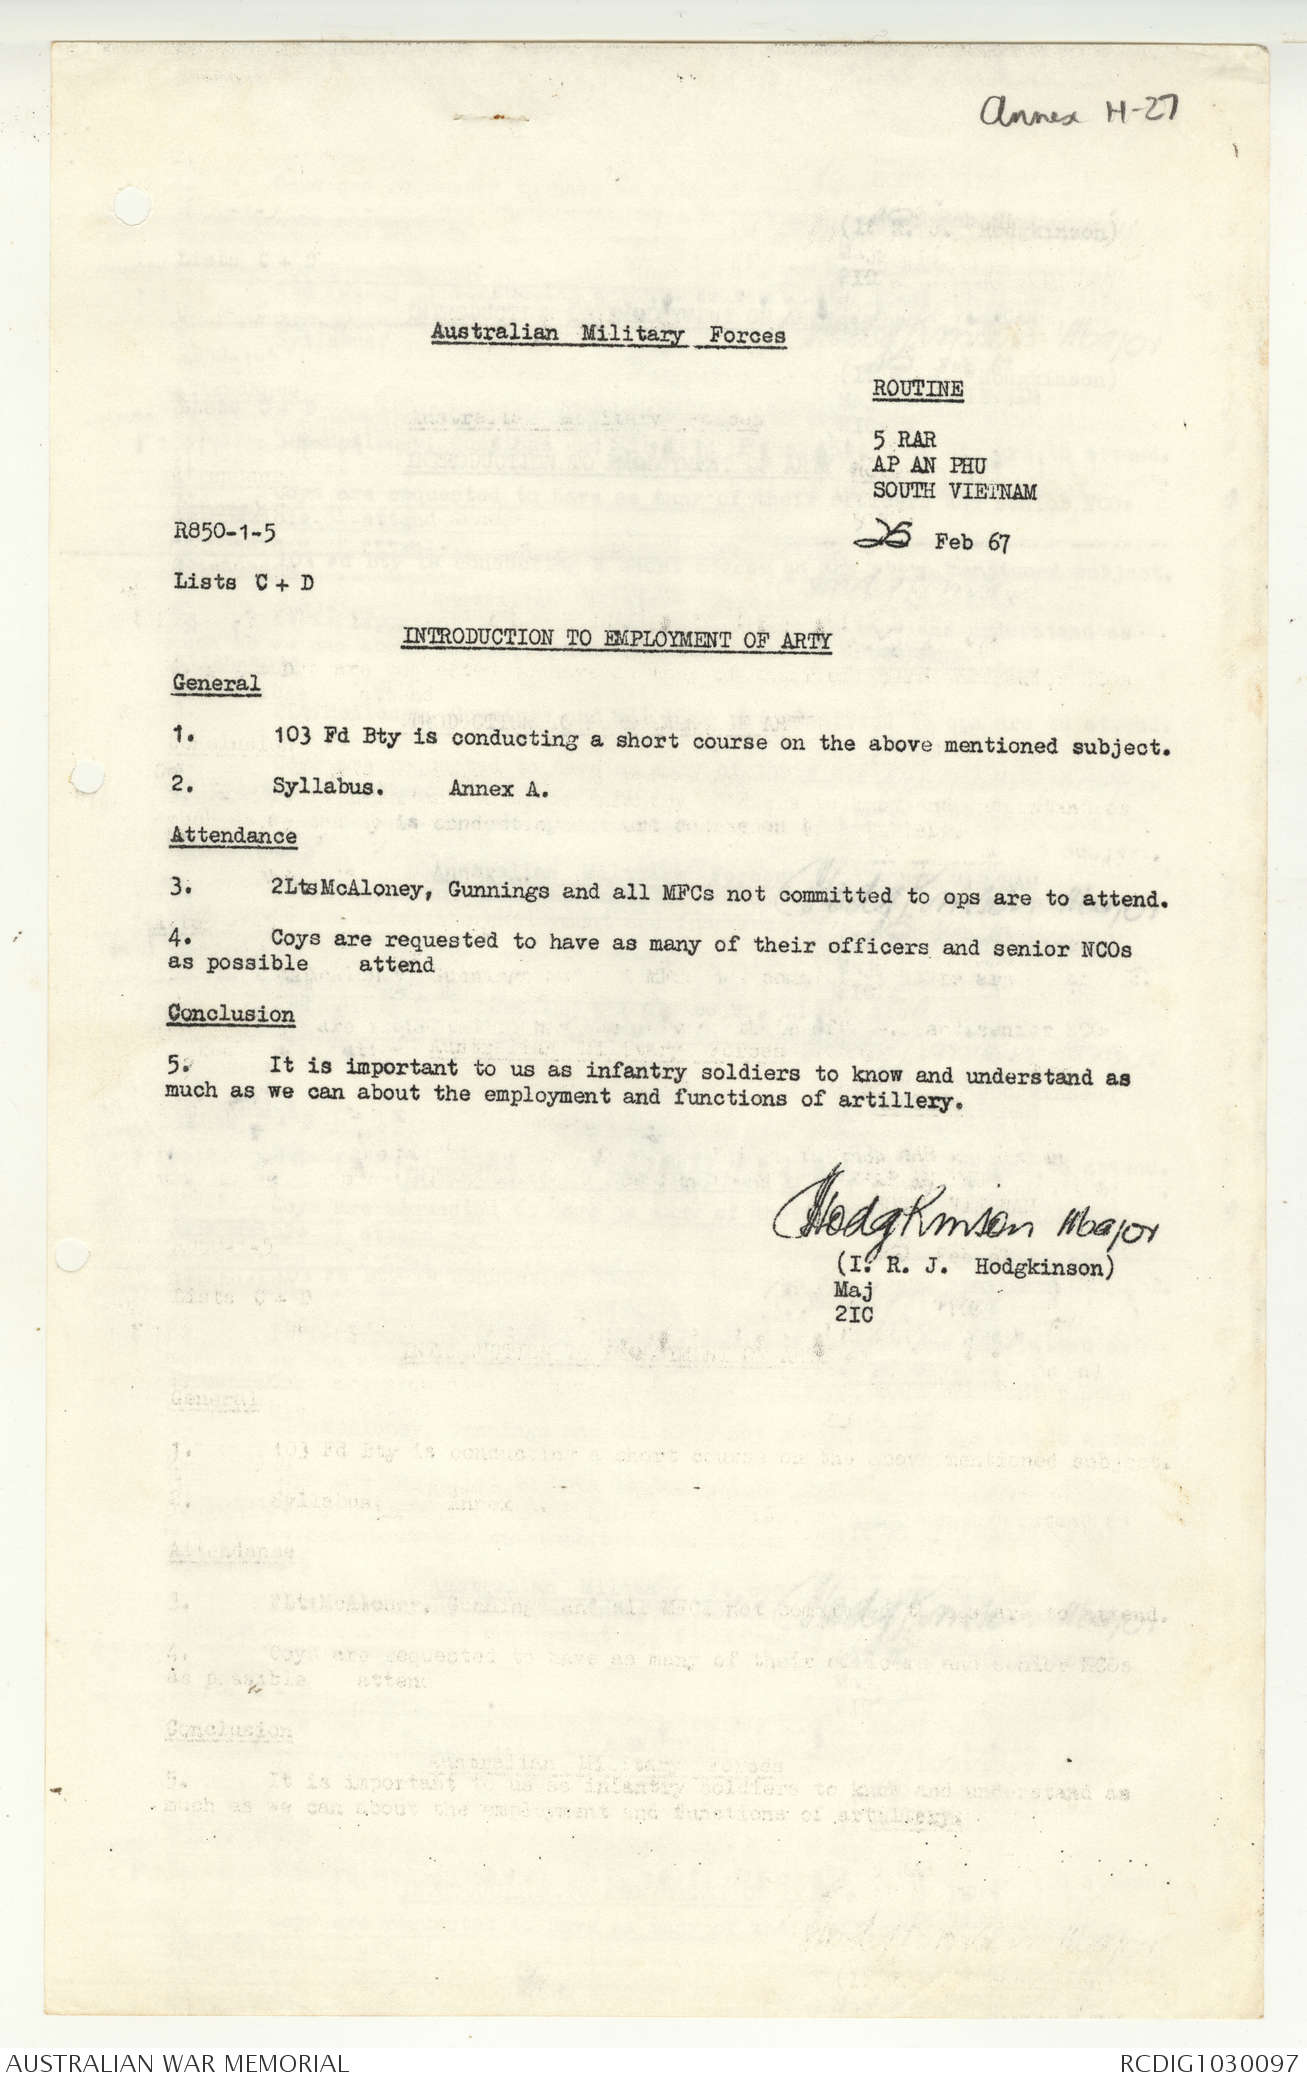 Annex H-27
Australian Military Forces
ROUTINE
5 RAR
AP AN PHU
SOUTH VIETNAM
R850-1-5
25 Feb 67
Lists C + D
INTRODUCTION TO EMPLOYMENT OF ARTY
General
1. 103 Fd Bty is conducting a short course on the above mentioned subject.
2. Syllabus. Annex A.
Attendance
3. 2LtsMcAloney, Gunnings and all MFCs not committed to ops are to attend.
4. Coys are requested to have as many of their officers and senior NCOs
as possible attend
Conclusion
5. It is important to us as infantry soldiers to know and understand as
much as we can about the employment and functions of artillery.
Hodgkinson Major
(I. R. J. Hodgkinson)
Maj
2IC
AUSTRALIAN WAR MEMORIAL
RCDIG1030097